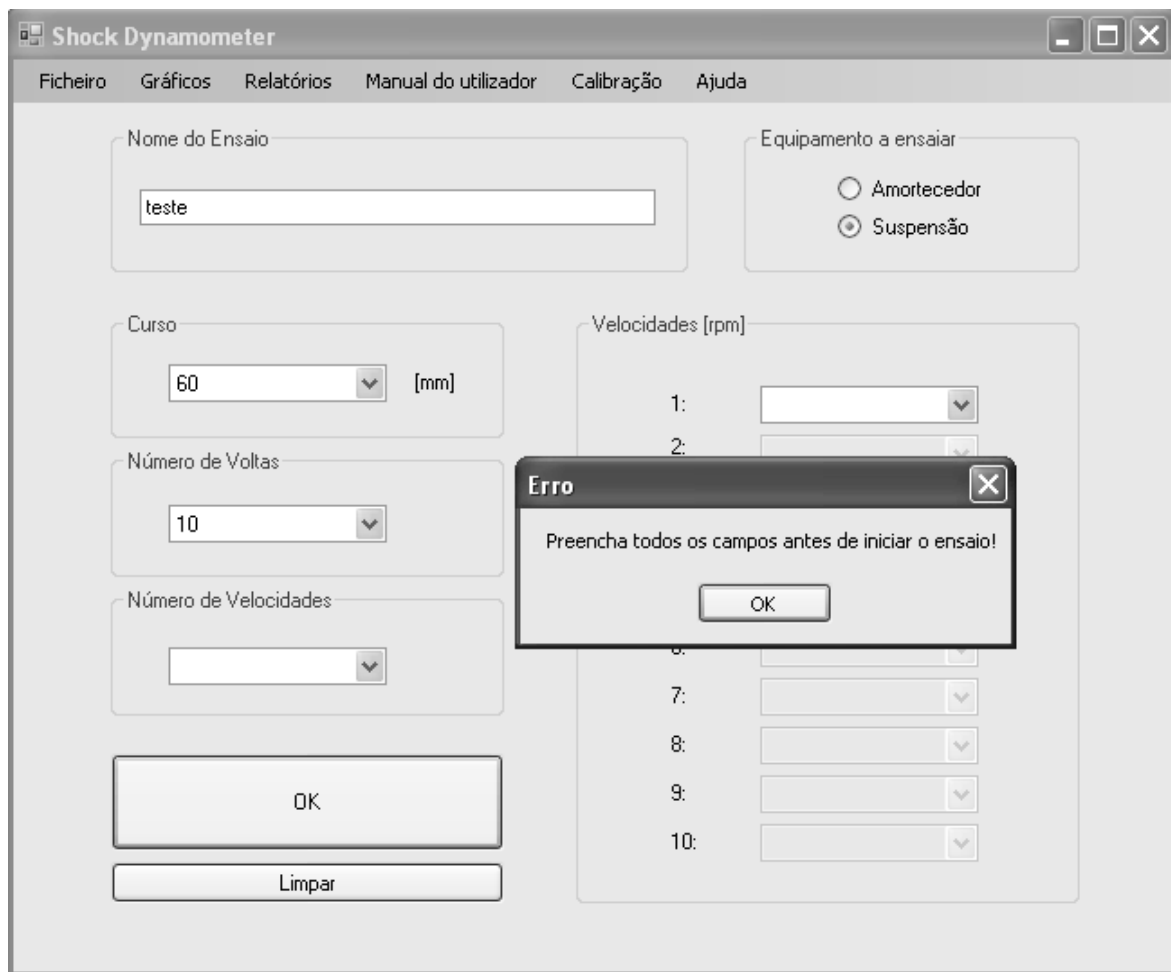 Shock Dynamometer
Ficheiro Gráficos Relatórios Manual do utilizador Calibração Ajuda
Nome do Ensaio
teste
Equipamento a ensaiar
Amortecedor
Suspensão
Curso
60 [mm]
Número de Voltas
10
Número de Velocidades
OK
Limpar
Velocidades [rpm]
1:
2:
Erro
Preencha todos os campos antes de iniciar o ensaio!
OK
7:
8:
9:
10: